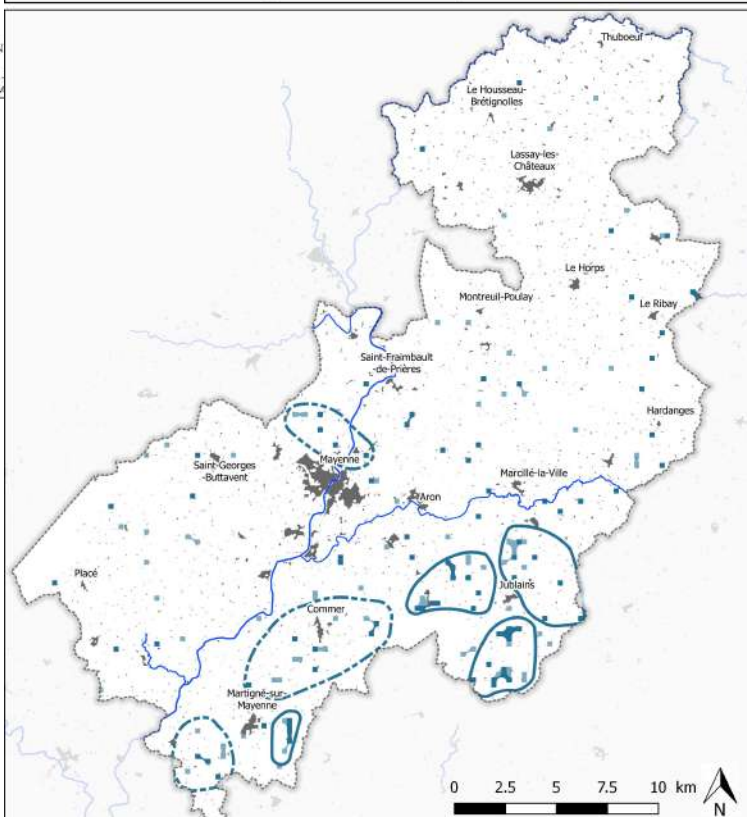 Thuboeuf
Le Housseau-
Brétignolles
Lassay-les-
Châteaux
Le Horps
Montreuil-Poulay
Le Ribay
Saint-Fraimbault
-de-Prières
Hardanges
Mayenne
Saint-Georges
-Buttavent
Marcillé-la-Ville
Aron
Placé
Jublains
Commer
Martigné-sur-
Mayenne
0 2.5 5 7.5 10 km
N